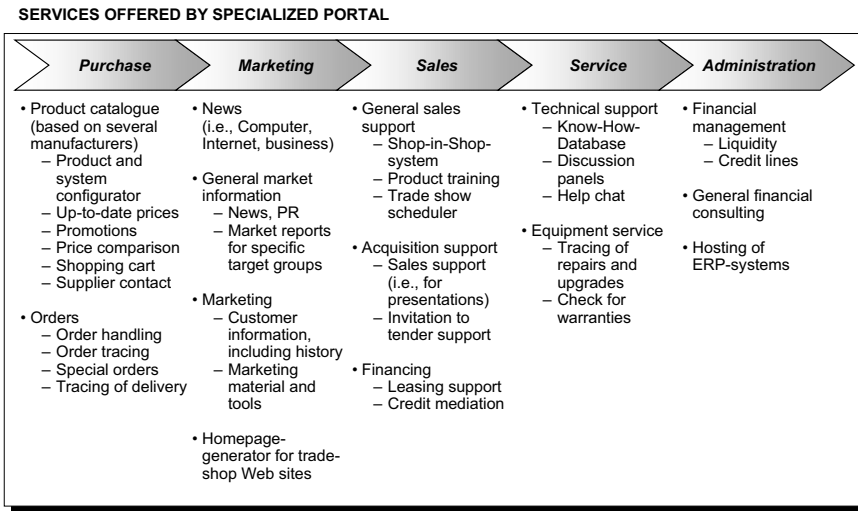 SERVICES OFFERED BY SPECIALIZED PORTAL
Purchase
Marketing
Sales
Service
Administration
• Product catalogue
(based on several
manufacturers)
– Product and
system
configurator
– Up-to-date prices
– Promotions
– Price comparison
– Shopping cart
– Supplier contact
• Orders
– Order handling
– Order tracing
– Special orders
– Tracing of delivery
• News
(i.e., Computer,
Internet, business)
• General market
information
– News, PR
– Market reports
for specific
target groups
• Marketing
– Customer
information,
including history
– Marketing
material and
tools
• Homepage-
generator for trade-
shop Web sites
• General sales
support
– Shop-in-Shop-
system
– Product training
– Trade show
scheduler
• Acquisition support
– Sales support
(i.e., for
presentations)
– Invitation to
tender support
• Financing
– Leasing support
– Credit mediation
• Technical support
– Know-How-
Database
– Discussion
panels
– Help chat
• Equipment service
– Tracing of
repairs and
upgrades
– Check for
warranties
• Financial
management
– Liquidity
– Credit lines
• General financial
consulting
• Hosting of
ERP-systems